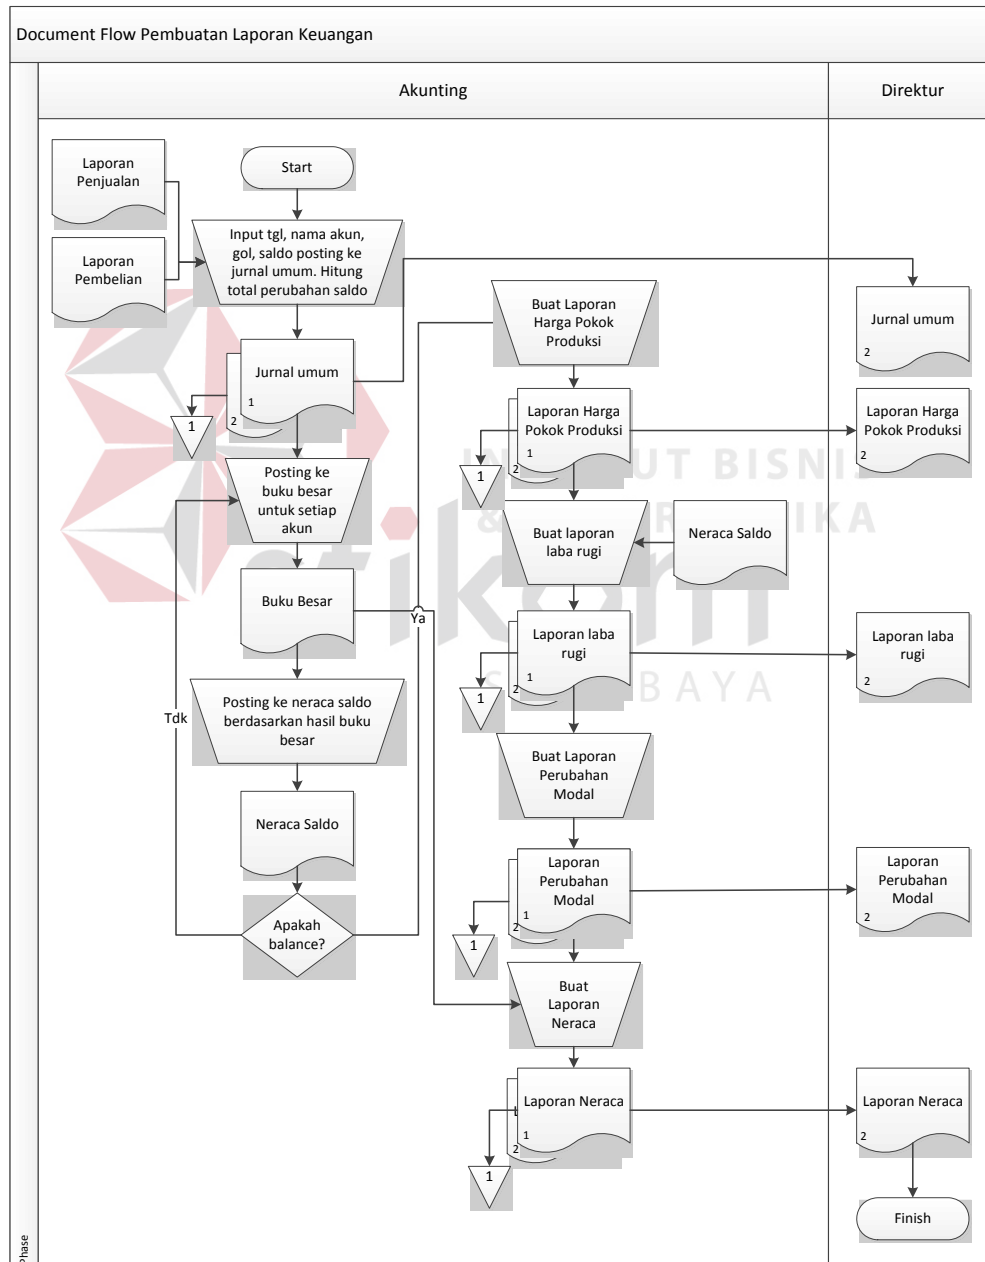 Document Flow Pembuatan Laporan Keuangan
Akunting
Direktur
Laporan
Penjualan
Start
Laporan
Pembelian
Input tgl, nama akun,
gol, saldo posting ke
jurnal umum. Hitung
total perubahan saldo
Jurnal umum
1
2
1
Posting ke
buku besar
untuk setiap
akun
Buku Besar
Posting ke neraca saldo
berdasarkan hasil buku
besar
Tdk
Neraca Saldo
Apakah
balance?
Ya
Buat Laporan
Harga Pokok
Produksi
Laporan Harga
Pokok Produksi
1
2
1
Buat laporan
laba rugi
Neraca Saldo
Laporan laba
rugi
1
2
1
Buat Laporan
Perubahan
Modal
Laporan
Perubahan
Modal
1
2
1
Buat
Laporan
Neraca
Laporan Neraca
1
2
1
Jurnal umum
2
Laporan Harga
Pokok Produksi
2
Laporan laba
rugi
2
Laporan
Perubahan
Modal
2
Laporan Neraca
2
Finish
Phase